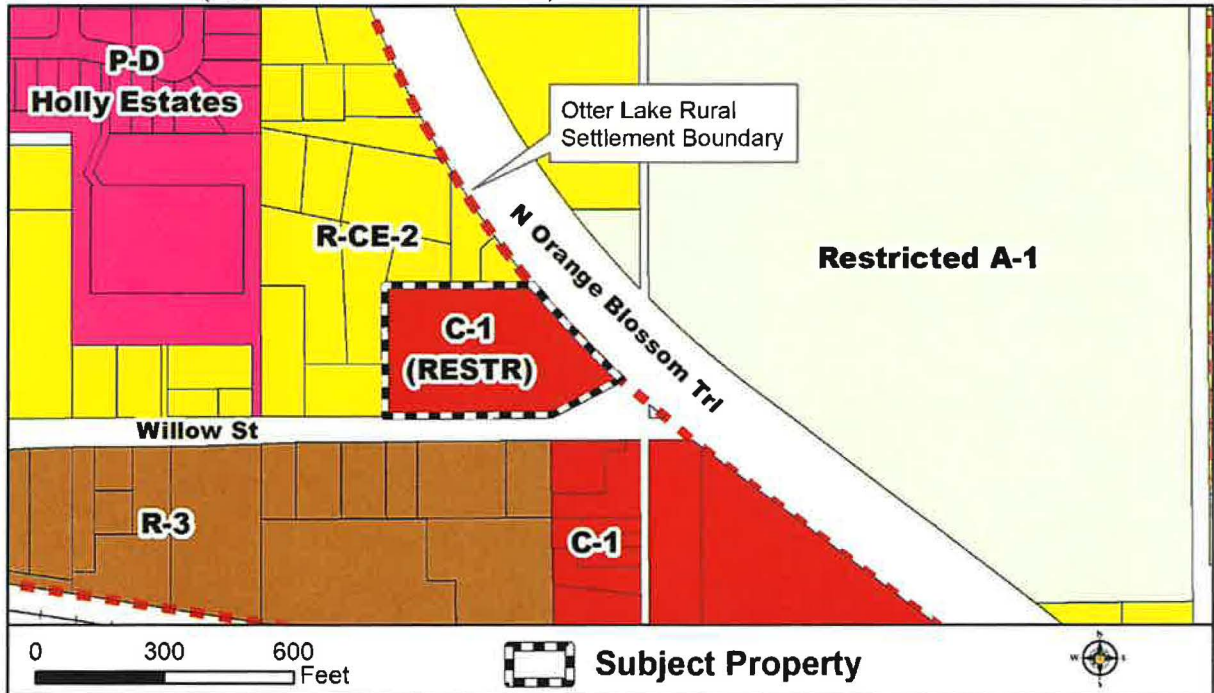 P-D
Holly Estates
Otter Lake Rural
Settlement Boundary
R-CE-2
N Orange Blossom Trl
Restricted A-1
C-1
(RESTR)
Willow St
R-3
C-1
0 300 600
Feet
Subject Property
N
W E
S